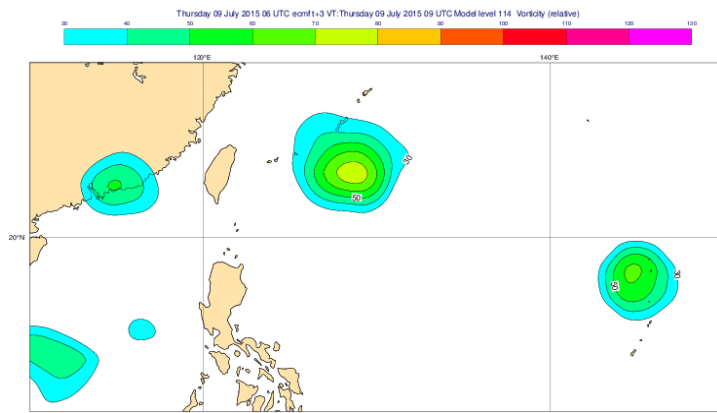 Thursday 09 July 2015 06 UTC ecmf t+3 VT:Thursday 09 July 2015 09 UTC Model level 114 Vorticity (relative)
30 40 50 60 70 80 90 100 110 120 130
120°E 140°E
30
50
20°N
30
50